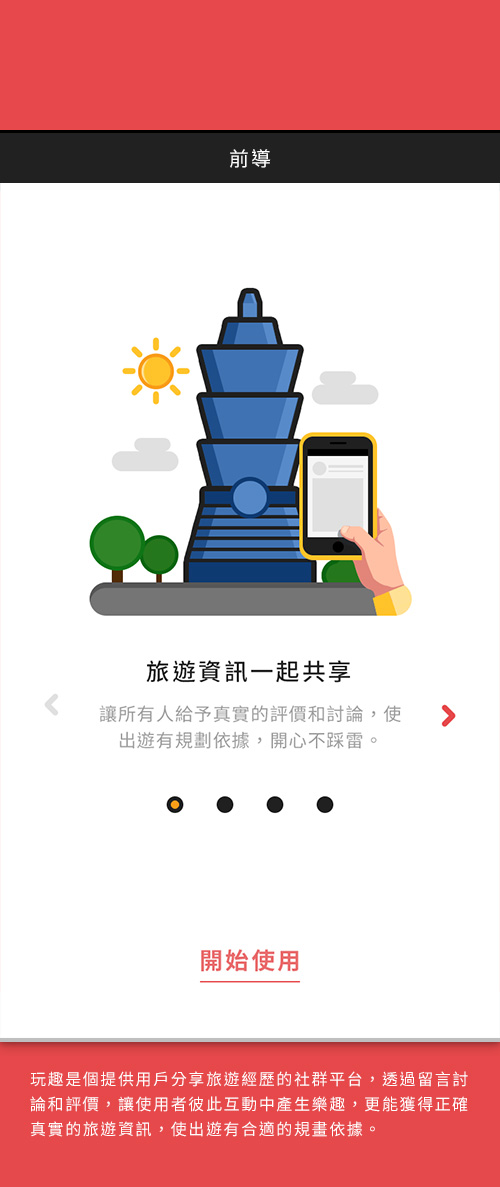 前導
旅遊資訊一起共享
讓所有人給予真實的評價和討論，使
出遊有規劃依據，開心不踩雷。
開始使用
玩趣是個提供用戶分享旅遊經歷的社群平台，透過留言討
論和評價，讓使用者彼此互動中產生樂趣，更能獲得正確
真實的旅遊資訊，使出遊有合適的規畫依據。